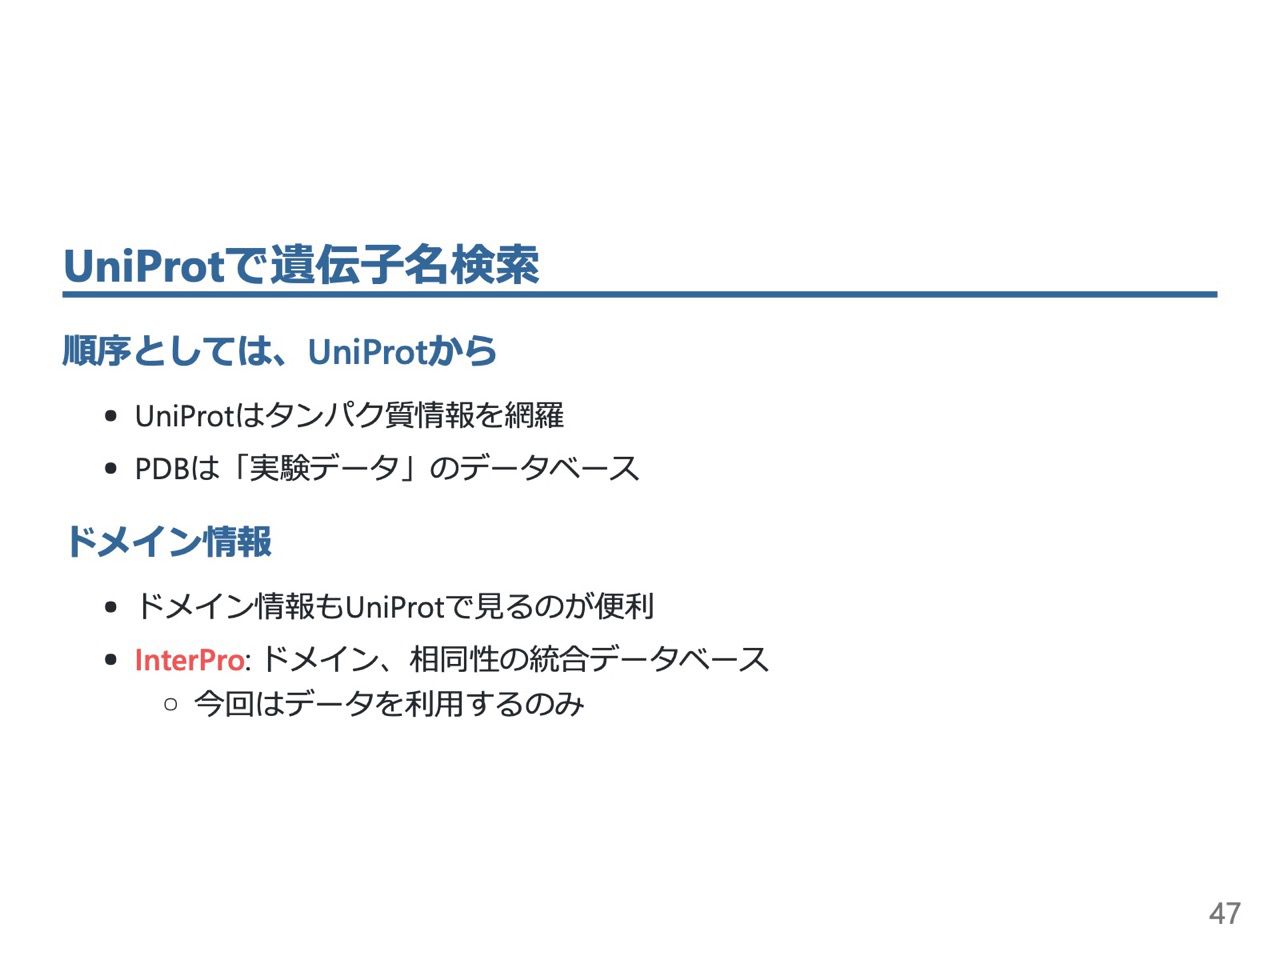 UniProtで遺伝子名検索
順序としては、UniProtから
• UniProtはタンパク質情報を網羅
• PDBは「実験データ」のデータベース
ドメイン情報
• ドメイン情報もUniProtで見るのが便利
• InterPro: ドメイン、相同性の統合データベース
○ 今回はデータを利用するのみ
47